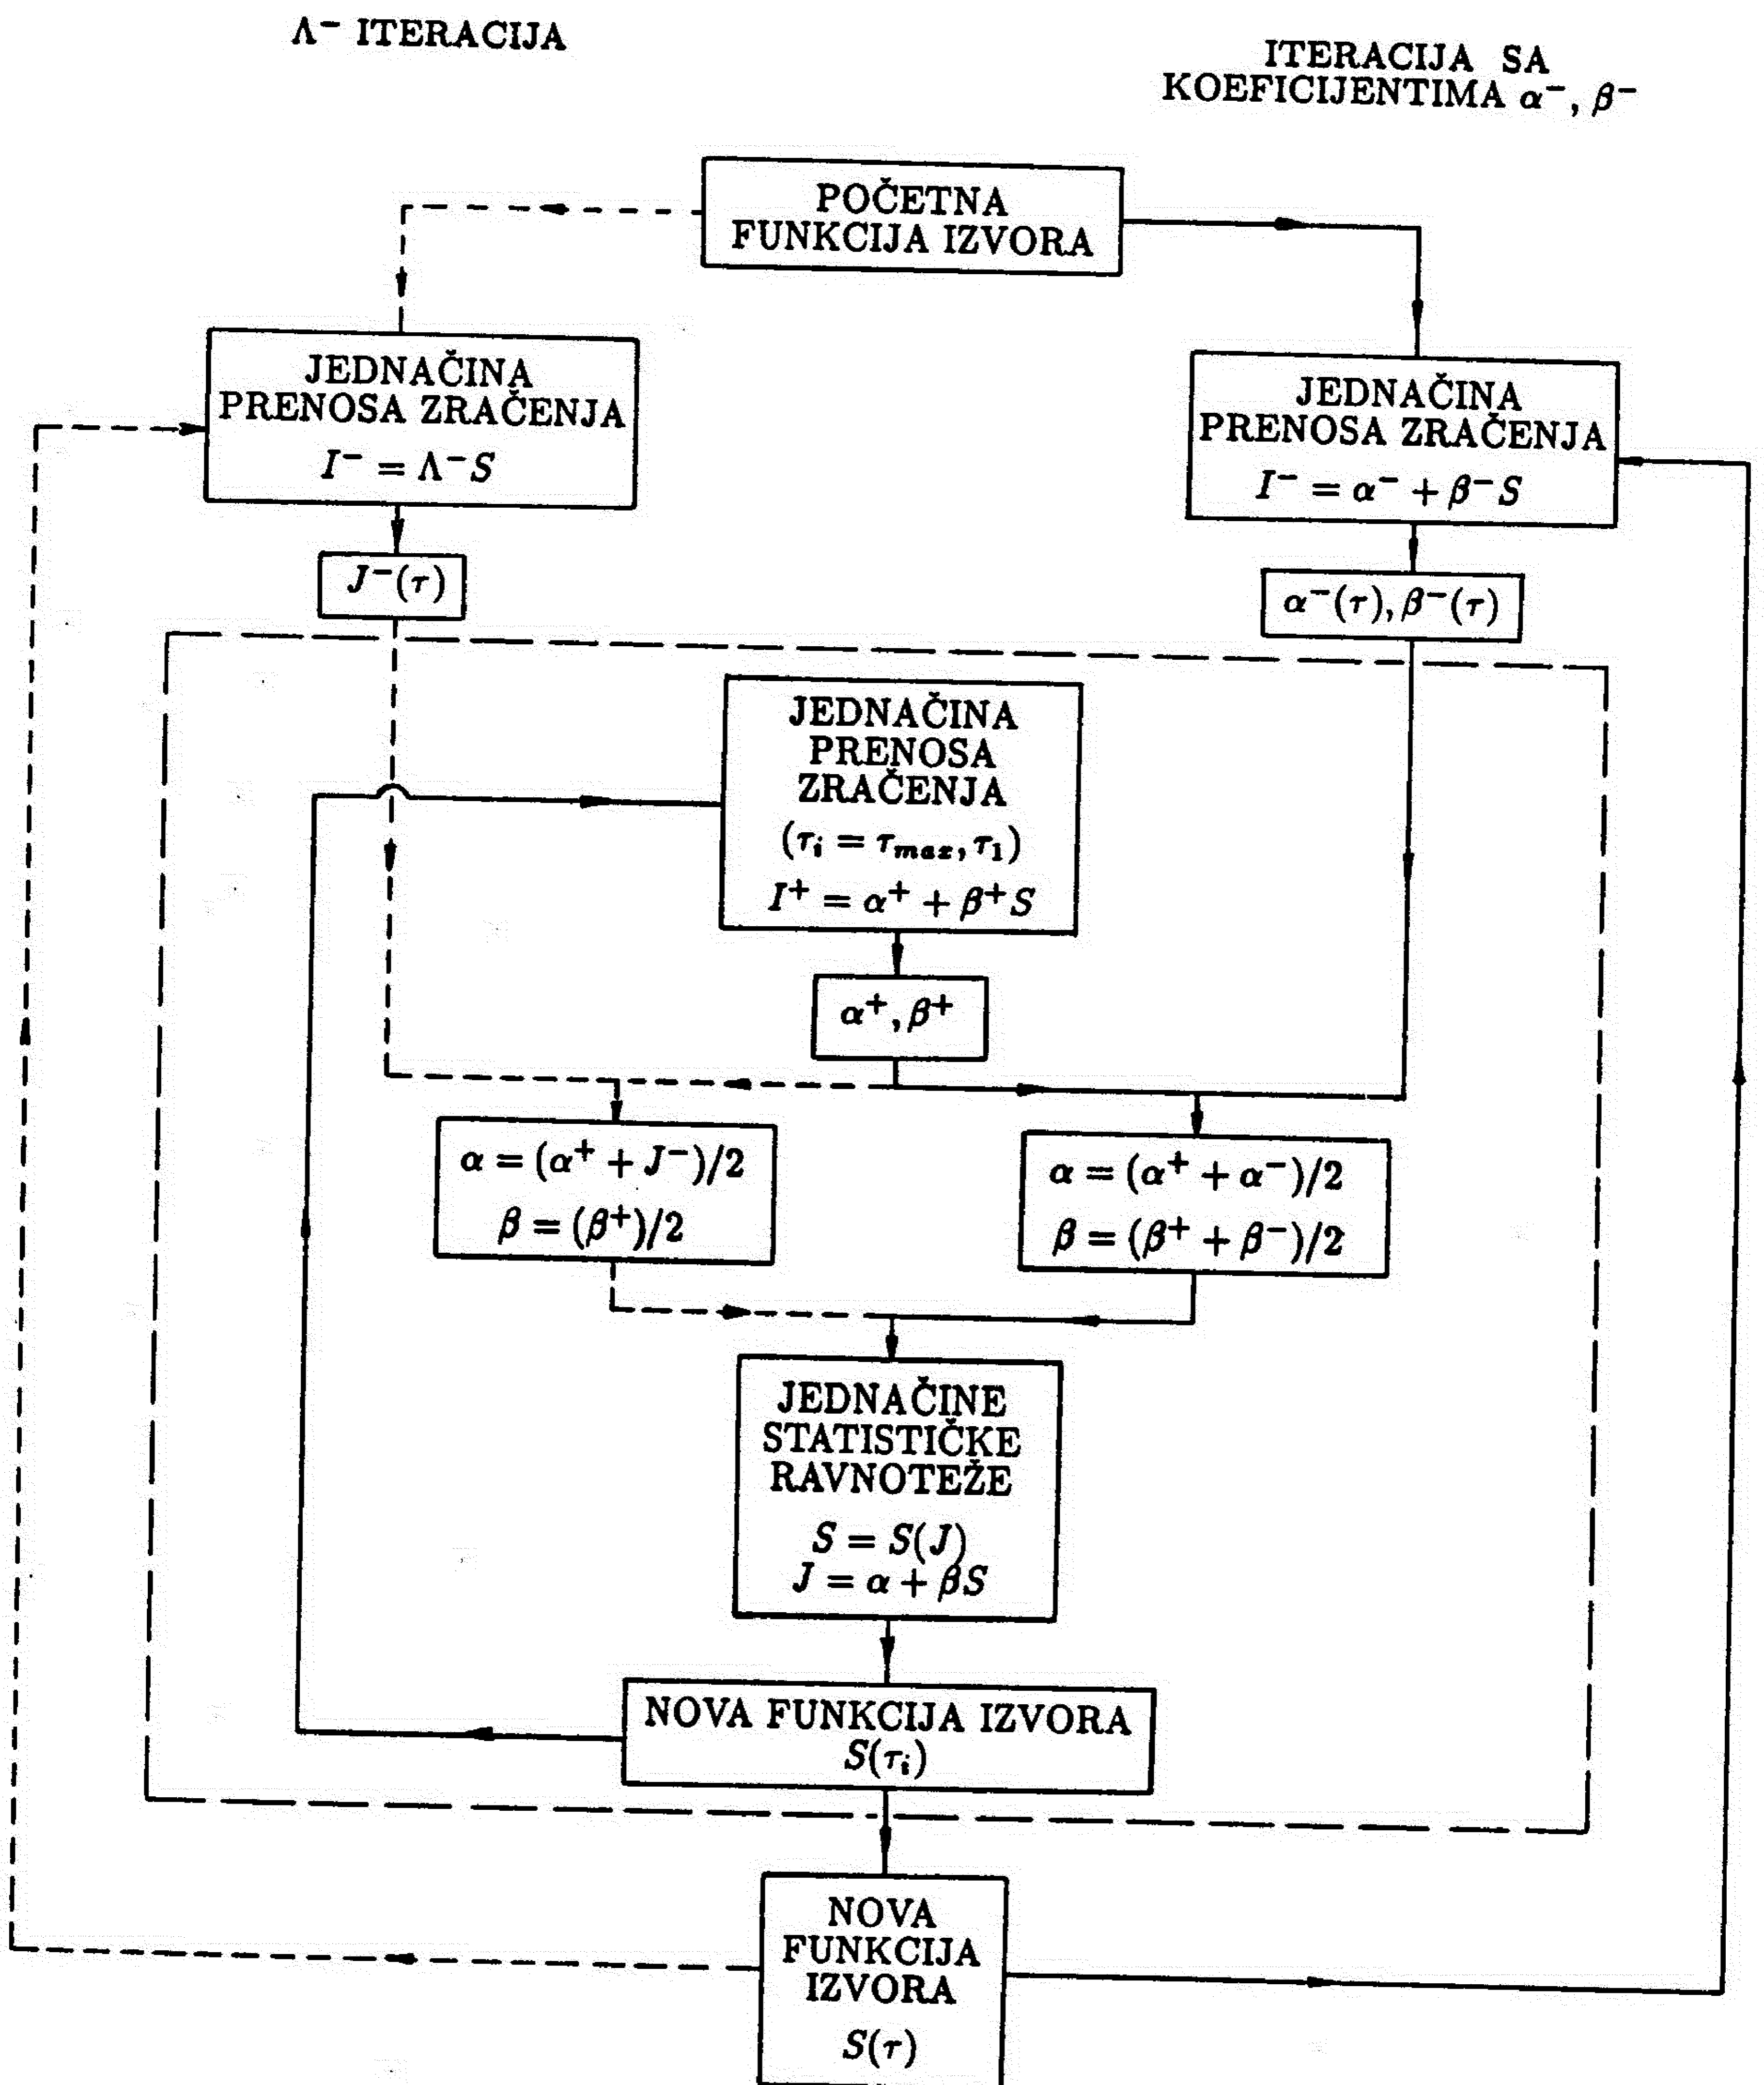 Λ⁻ ITERACIJA
ITERACIJA SA
KOEFICIJENTIMA α⁻, β⁻
POČETNA
FUNKCIJA IZVORA
JEDNAČINA
PRENOSA ZRAČENJA
I⁻ = Λ⁻S
JEDNAČINA
PRENOSA ZRAČENJA
I⁻ = α⁻ + β⁻S
J⁻(τ)
α⁻(τ), β⁻(τ)
JEDNAČINA
PRENOSA
ZRAČENJA
(τᵢ = τₘₐₓ, τ₁)
I⁺ = α⁺ + β⁺S
α⁺, β⁺
α = (α⁺ + J⁻)/2
β = (β⁺)/2
α = (α⁺ + α⁻)/2
β = (β⁺ + β⁻)/2
JEDNAČINE
STATISTIČKE
RAVNOTEŽE
S = S(J)
J = α + βS
NOVA FUNKCIJA IZVORA
S(τᵢ)
NOVA
FUNKCIJA
IZVORA
S(τ)